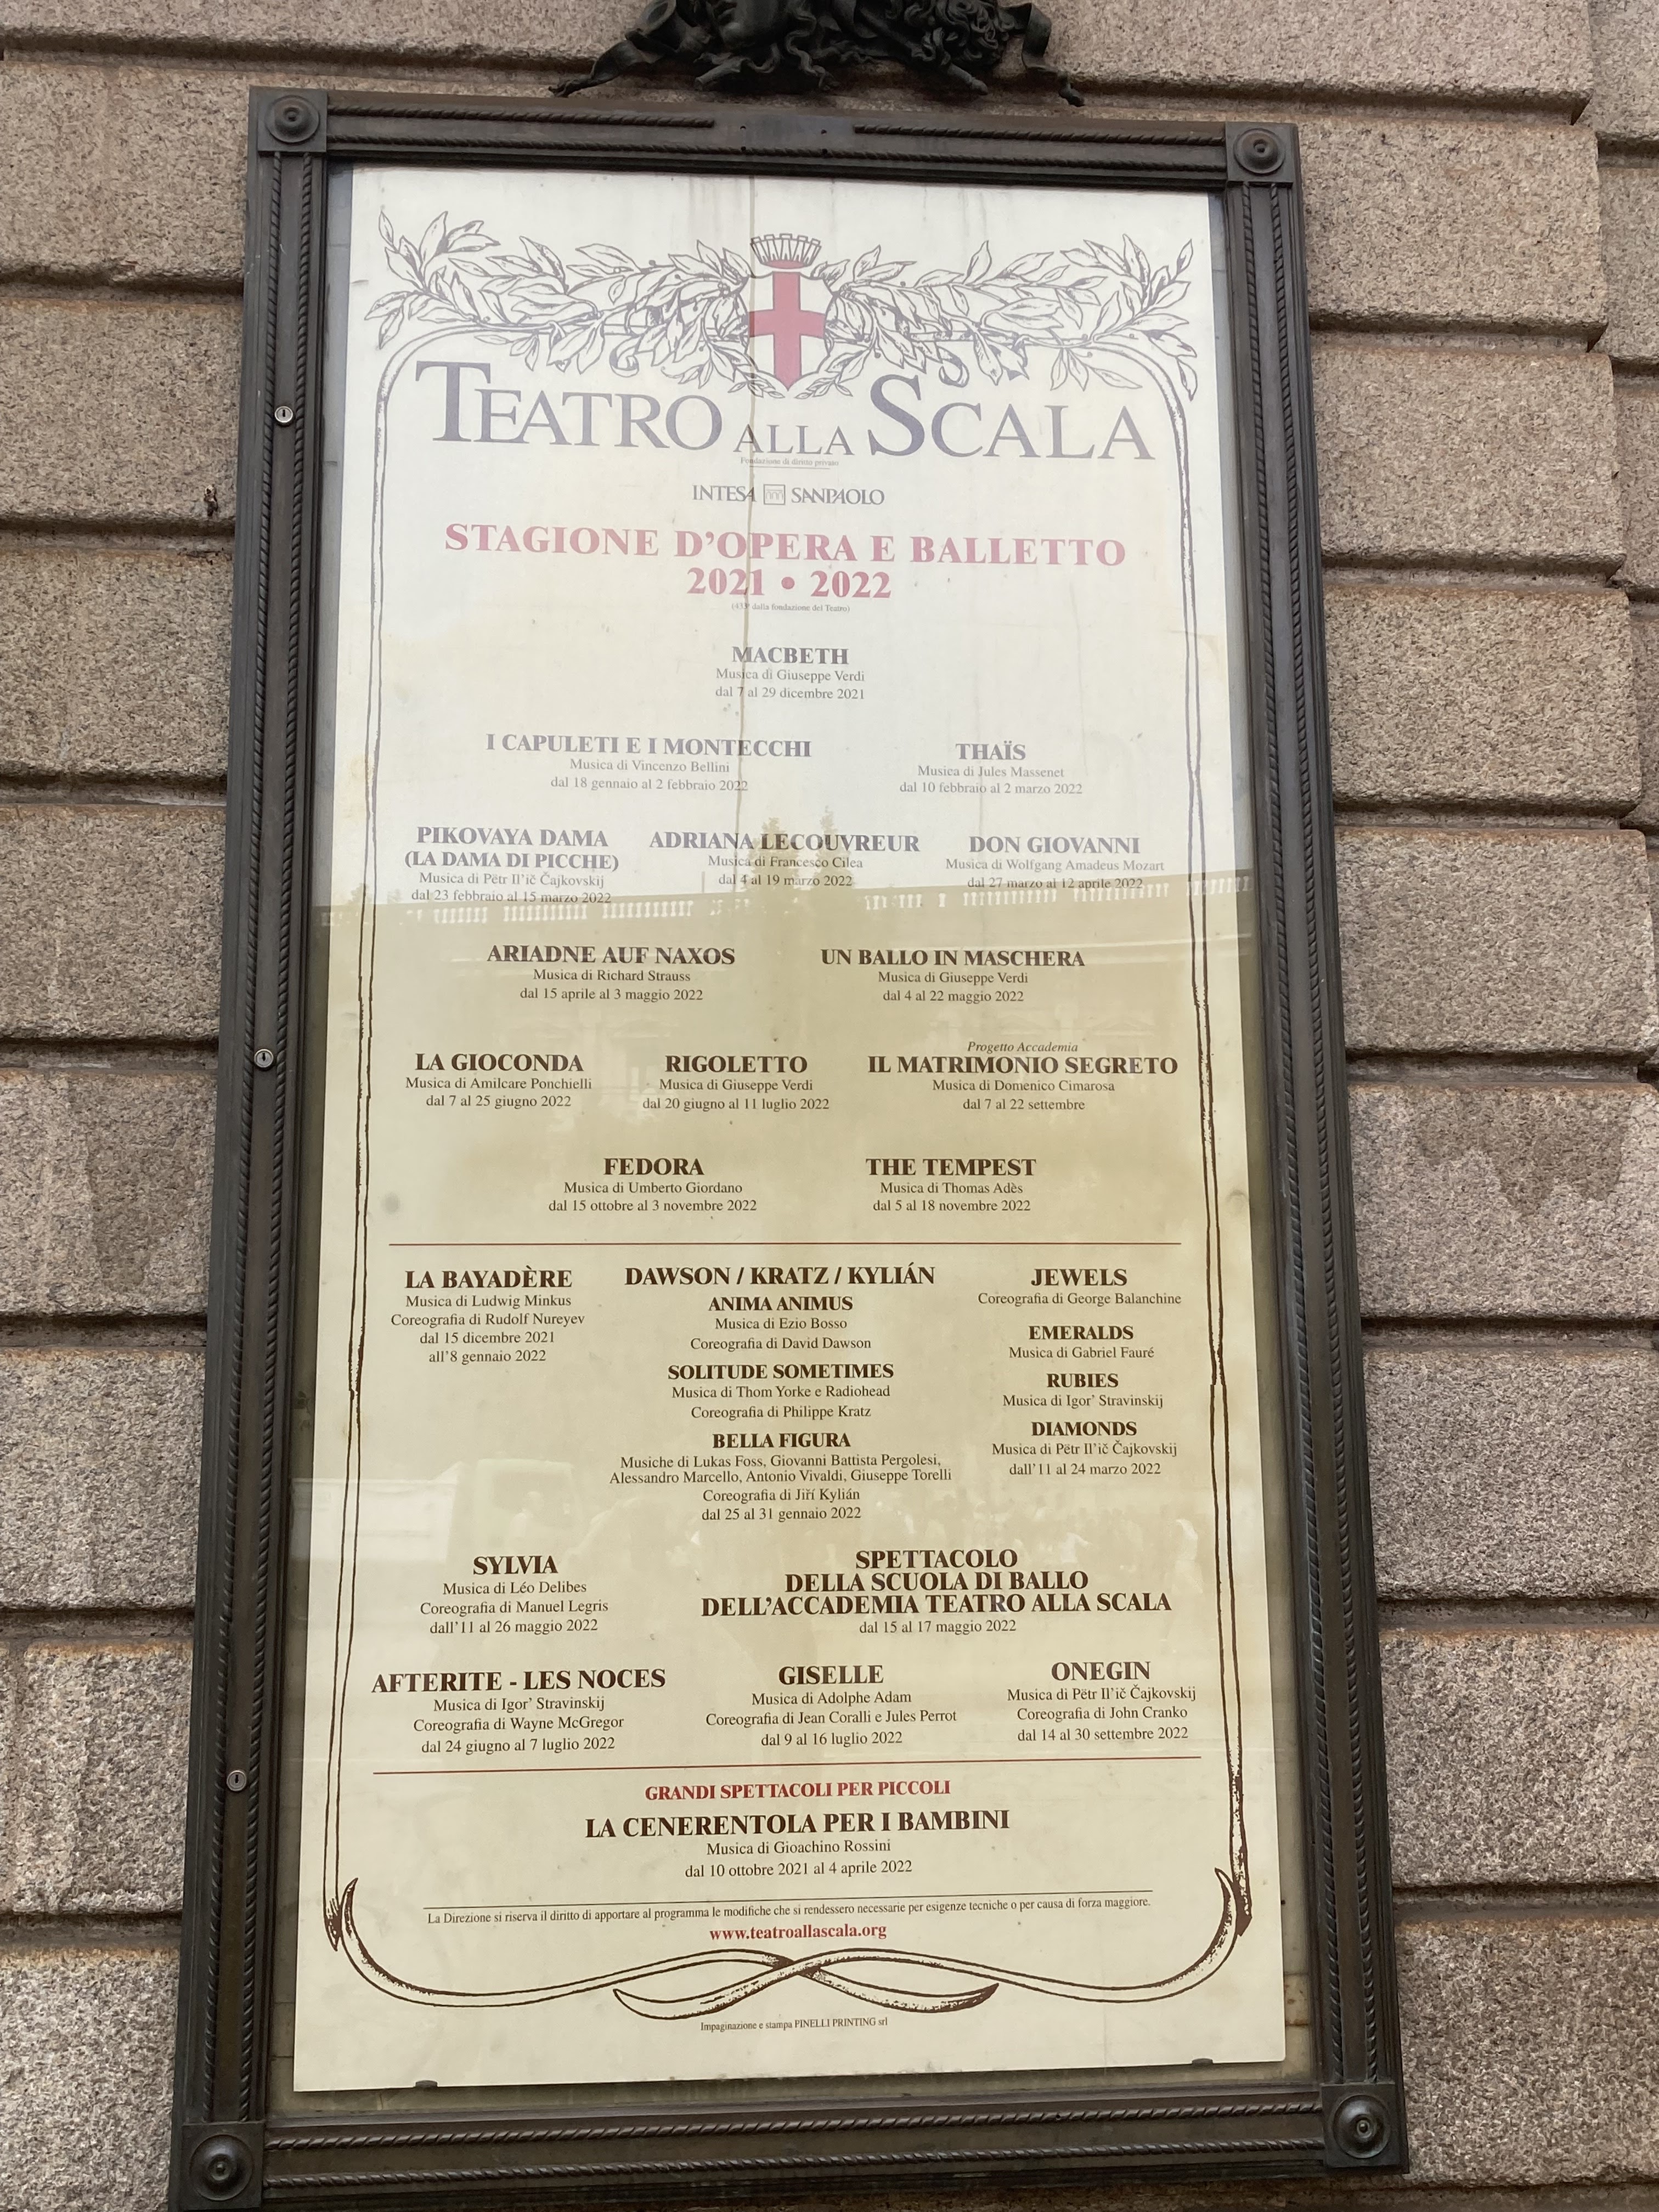 TEATRO ALLA SCALA
Fondazione di diritto privato
INTESA SANPAOLO
STAGIONE D'OPERA E BALLETTO
2021 • 2022
dalla fondazione del Teatro)
MACBETH
Musica di Giuseppe Verdi
dal 7 al 29 dicembre 2021
I CAPULETI E I MONTECCHI
Musica di Vincenzo Bellini
dal 18 gennaio al 2 febbraio 2022
THAÏS
Musica di Jules Massenet
dal 10 febbraio al 2 marzo 2022
PIKOVAYA DAMA
(LA DAMA DI PICCHE)
Musica di Pëtr Il'ič Čajkovskij
dal 23 febbraio al 15 marzo 2022
ADRIANA LECOUVREUR
Musica di Francesco Cilea
dal 4 al 19 marzo 2022
DON GIOVANNI
Musica di Wolfgang Amadeus Mozart
dal 27 marzo al 12 aprile 2022
ARIADNE AUF NAXOS
Musica di Richard Strauss
dal 15 aprile al 3 maggio 2022
UN BALLO IN MASCHERA
Musica di Giuseppe Verdi
dal 4 al 22 maggio 2022
LA GIOCONDA
Musica di Amilcare Ponchielli
dal 7 al 25 giugno 2022
RIGOLETTO
Musica di Giuseppe Verdi
dal 20 giugno al 11 luglio 2022
Progetto Accademia
IL MATRIMONIO SEGRETO
Musica di Domenico Cimarosa
dal 7 al 22 settembre
FEDORA
Musica di Umberto Giordano
dal 15 ottobre al 3 novembre 2022
THE TEMPEST
Musica di Thomas Adès
dal 5 al 18 novembre 2022
LA BAYADÈRE
Musica di Ludwig Minkus
Coreografia di Rudolf Nureyev
dal 15 dicembre 2021
all'8 gennaio 2022
DAWSON / KRATZ / KYLIÁN
ANIMA ANIMUS
Musica di Ezio Bosso
Coreografia di David Dawson
SOLITUDE SOMETIMES
Musica di Thom Yorke e Radiohead
Coreografia di Philippe Kratz
BELLA FIGURA
Musiche di Lukas Foss, Giovanni Battista Pergolesi,
Alessandro Marcello, Antonio Vivaldi, Giuseppe Torelli
Coreografia di Jiří Kylián
dal 25 al 31 gennaio 2022
JEWELS
Coreografia di George Balanchine
EMERALDS
Musica di Gabriel Fauré
RUBIES
Musica di Igor' Stravinskij
DIAMONDS
Musica di Pëtr Il'ič Čajkovskij
dall'11 al 24 marzo 2022
SYLVIA
Musica di Léo Delibes
Coreografia di Manuel Legris
dall'11 al 26 maggio 2022
SPETTACOLO
DELLA SCUOLA DI BALLO
DELL'ACCADEMIA TEATRO ALLA SCALA
dal 15 al 17 maggio 2022
AFTERITE - LES NOCES
Musica di Igor' Stravinskij
Coreografia di Wayne McGregor
dal 24 giugno al 7 luglio 2022
GISELLE
Musica di Adolphe Adam
Coreografia di Jean Coralli e Jules Perrot
dal 9 al 16 luglio 2022
ONEGIN
Musica di Pëtr Il'ič Čajkovskij
Coreografia di John Cranko
dal 14 al 30 settembre 2022
GRANDI SPETTACOLI PER PICCOLI
LA CENERENTOLA PER I BAMBINI
Musica di Gioachino Rossini
dal 10 ottobre 2021 al 4 aprile 2022
La Direzione si riserva il diritto di apportare al programma le modifiche che si rendessero necessarie per esigenze tecniche o per causa di forza maggiore.
www.teatroallascala.org
Impaginazione e stampa PINELLI PRINTING srl